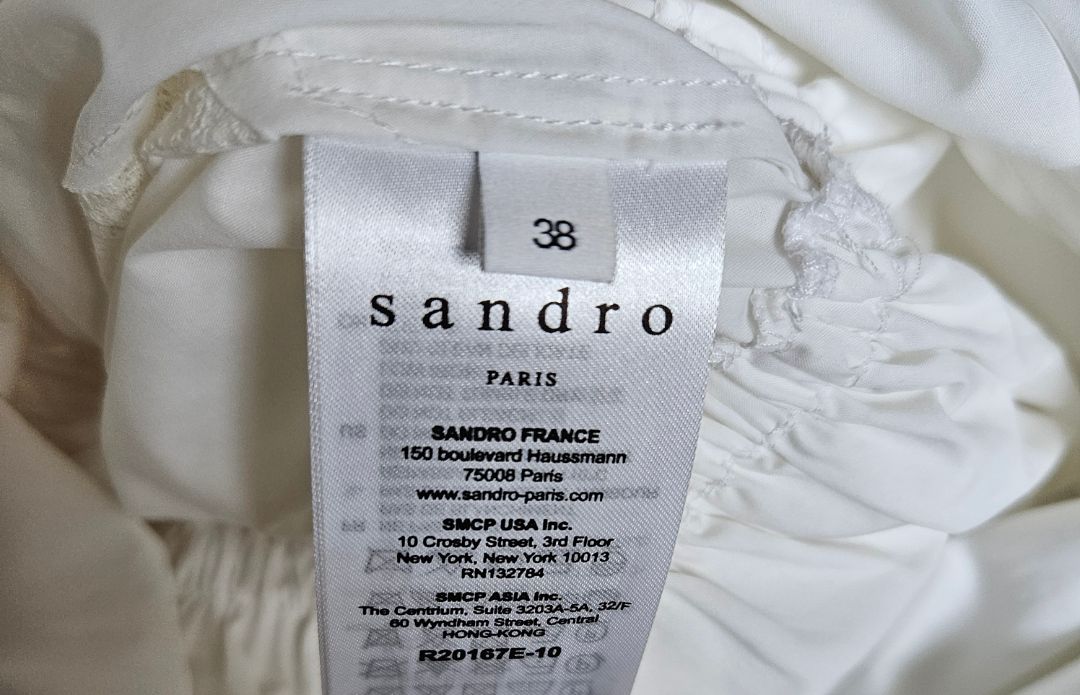 38
sandro
PARIS
SANDRO FRANCE
150 boulevard Haussmann
75008 Paris
www.sandro-paris.com
SMCP USA Inc.
10 Crosby Street, 3rd Floor
New York, New York 10013
RN132784
SMCP ASIA Inc.
The Centrium, Suite 3203A-5A, 32/F
60 Wyndham Street, Central
HONG-KONG
R20167E-10